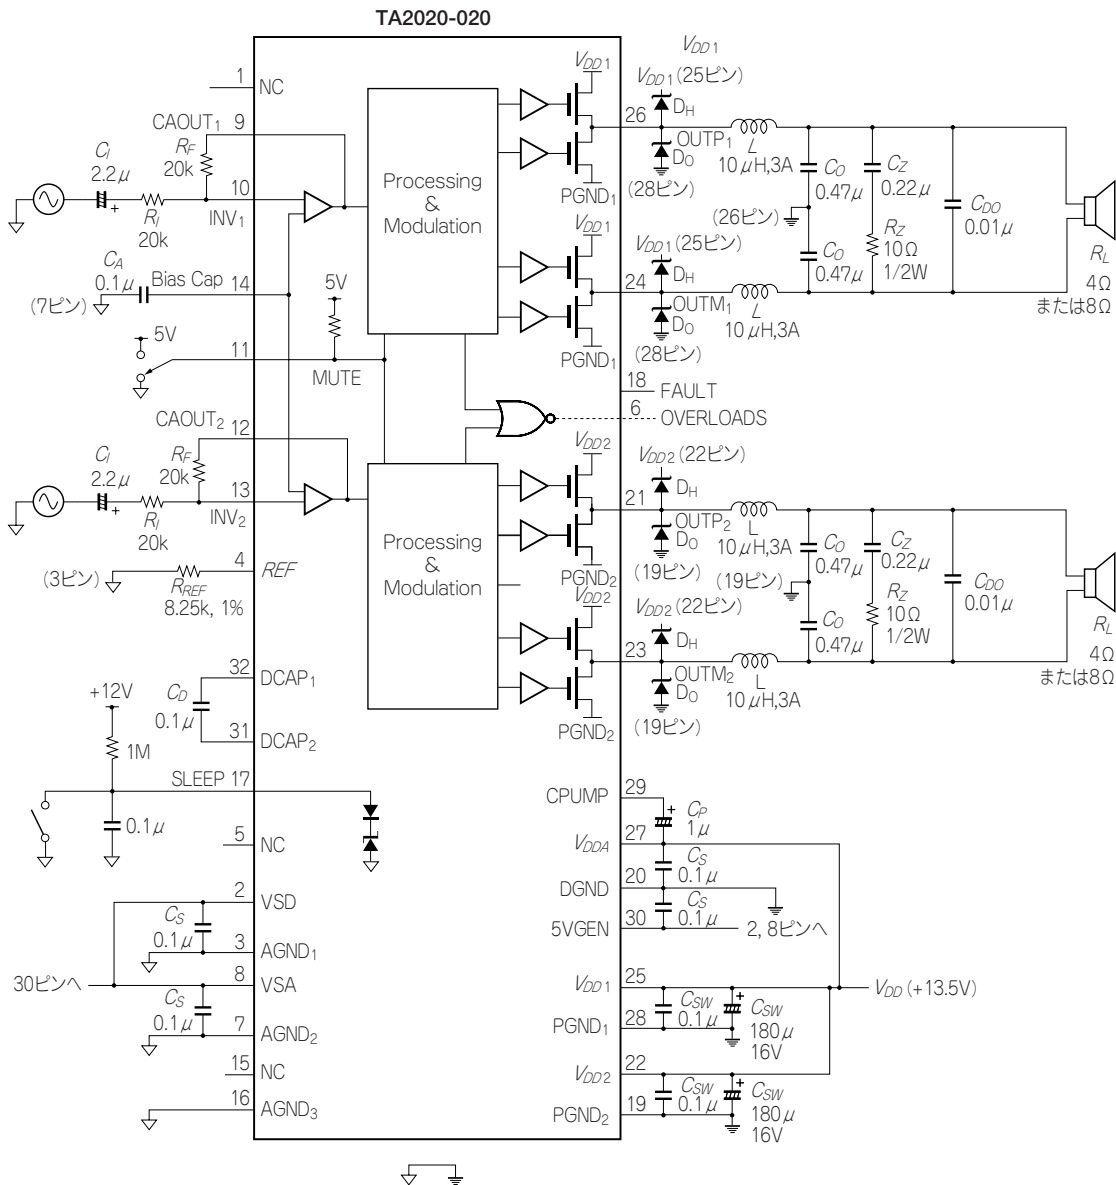 TA2020-020
1
NC
CAOUT1
9
RF
20k
CI
2.2μ
+
RI
20k
10
INV1
CA
0.1μ
Bias Cap
14
(7ピン)
5V
5V
11
MUTE
Processing
&
Modulation
VDD1
PGND1
VDD1
PGND1
VDD1
VDD1(25ピン)
DH
26
OUTP1
DO
(28ピン)
L
10μH,3A
CO
0.47μ
(26ピン)
CO
0.47μ
CZ
0.22μ
RZ
10Ω
1/2W
CDO
0.01μ
RL
4Ω
または8Ω
VDD1(25ピン)
DH
24
OUTM1
DO
(28ピン)
L
10μH,3A
18
FAULT
6
OVERLOADS
CAOUT2
12
RF
20k
CI
2.2μ
+
RI
20k
13
INV2
4
REF
(3ピン)
RREF
8.25k, 1%
Processing
&
Modulation
VDD2
PGND2
VDD2
PGND2
VDD2(22ピン)
DH
21
OUTP2
DO
(19ピン)
L
10μH,3A
CO
0.47μ
(19ピン)
CO
0.47μ
CZ
0.22μ
RZ
10Ω
1/2W
CDO
0.01μ
RL
4Ω
または8Ω
VDD2(22ピン)
DH
23
OUTM2
DO
(19ピン)
L
10μH,3A
32
DCAP1
CD
0.1μ
31
DCAP2
+12V
1M
SLEEP 17
0.1μ
5
NC
2
VSD
CS
0.1μ
3
AGND1
30ピンへ
8
VSA
CS
0.1μ
7
AGND2
15
NC
16
AGND3
CPUMP
29
+
CP
1μ
VDDA
27
CS
0.1μ
DGND
20
CS
0.1μ
5VGEN
30
2, 8ピンへ
VDD1
25
VDD(+13.5V)
CSW
0.1μ
+
CSW
180μ
16V
PGND1
28
VDD2
22
CSW
0.1μ
+
CSW
180μ
16V
PGND2
19